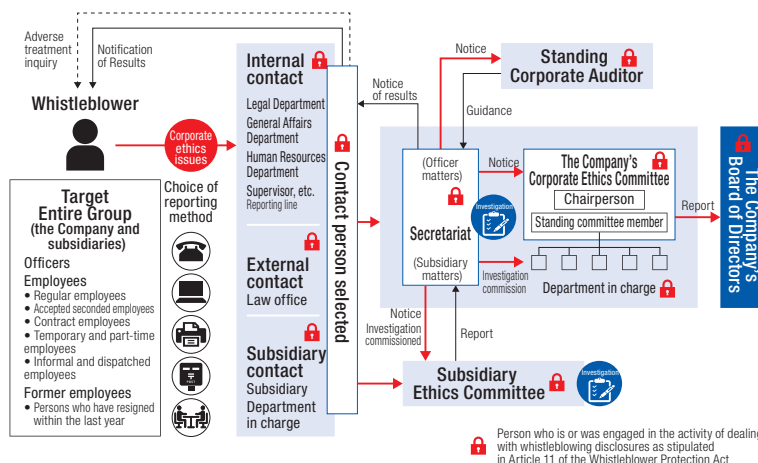 Adverse
treatment
inquiry
Notification
of Results
Whistleblower
Corporate
ethics
issues
Target
Entire Group
(the Company and
subsidiaries)
Officers
Employees
• Regular employees
• Accepted seconded employees
• Contract employees
• Temporary and part-time
employees
• Informal and dispatched
employees
Former employees
• Persons who have resigned
within the last year
Choice of
reporting
method
POST
Internal
contact
Legal Department
General Affairs
Department
Human Resources
Department
Supervisor, etc.
Reporting line
External
contact
Law office
Subsidiary
contact
Subsidiary
Department
in charge
Contact person selected
Notice
of results
Notice
Standing
Corporate Auditor
Guidance
(Officer
matters)
Secretariat
(Subsidiary
matters)
Investigation
Notice
The Company's
Corporate Ethics Committee
Chairperson
Standing committee member
Investigation
commission
Department in charge
Report
The Company's
Board of Directors
Notice
Investigation
commissioned
Report
Subsidiary
Ethics Committee
Investigation
Person who is or was engaged in the activity of dealing
with whistleblowing disclosures as stipulated
in Article 11 of the Whistleblower Protection Act